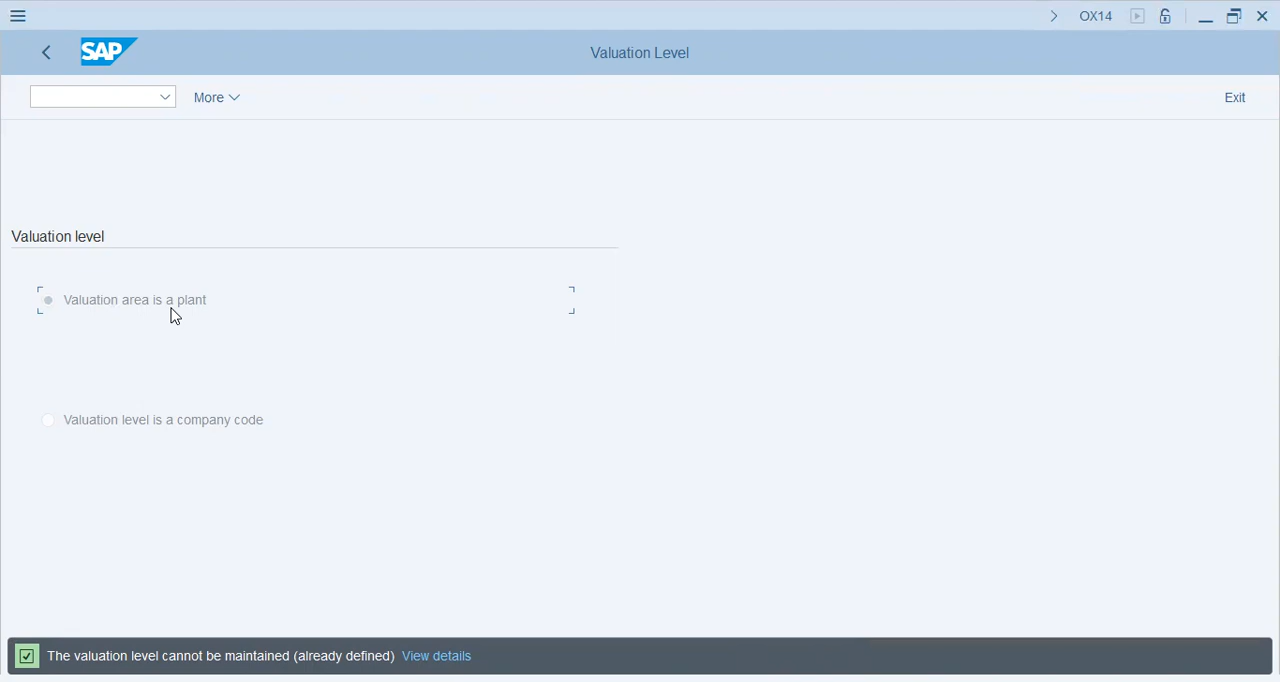 OX14
SAP
Valuation Level
More
Exit
Valuation level
Valuation area is a plant
Valuation level is a company code
The valuation level cannot be maintained (already defined) View details